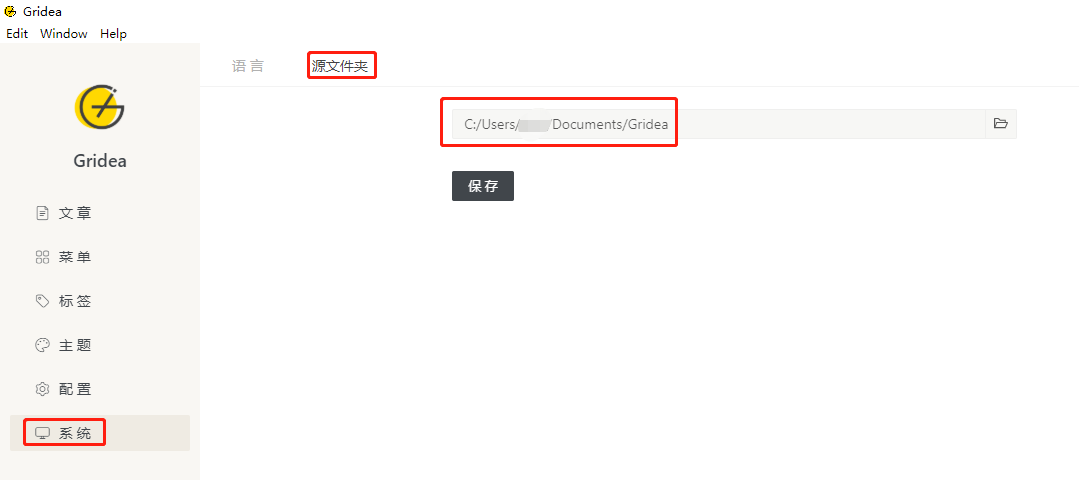 Gridea
Edit Window Help
语言 源文件夹
C:/Users/ /Documents/Gridea
保存
Gridea
文章
菜单
标签
主题
配置
系统